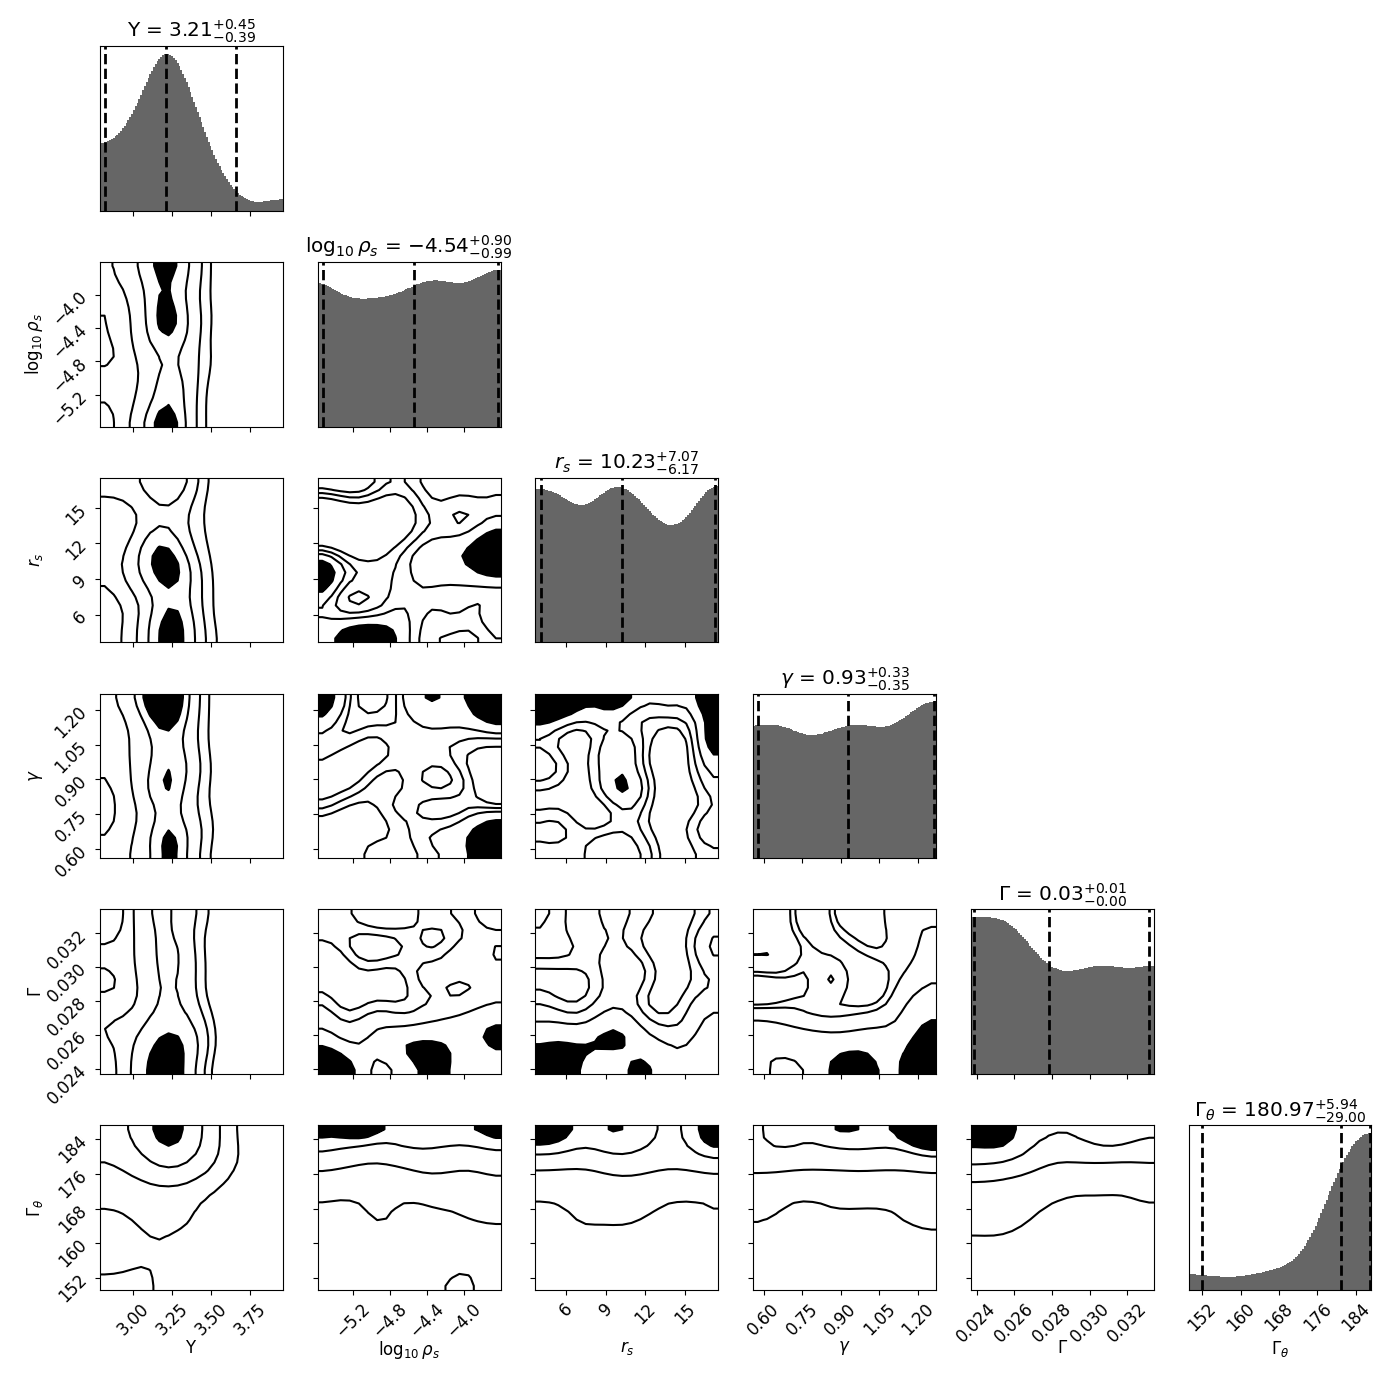 Y = 3.21^{+0.45}_{-0.39}
log₁₀ ρₛ = −4.54^{+0.90}_{−0.99}
−4.0
−4.4
−4.8
−5.2
log₁₀ ρₛ
rₛ = 10.23^{+7.07}_{−6.17}
15
12
9
6
rₛ
γ = 0.93^{+0.33}_{−0.35}
1.20
1.05
0.90
0.75
0.60
γ
Γ = 0.03^{+0.01}_{−0.00}
0.032
0.030
0.028
0.026
0.024
Γ
Γ_θ = 180.97^{+5.94}_{−29.00}
184
176
168
160
152
Γ_θ
3.00 3.25 3.50 3.75
−5.2 −4.8 −4.4 −4.0
6 9 12 15
0.60 0.75 0.90 1.05 1.20
0.024 0.026 0.028 0.030 0.032
152 160 168 176 184
Y log₁₀ ρₛ rₛ γ Γ Γ_θ